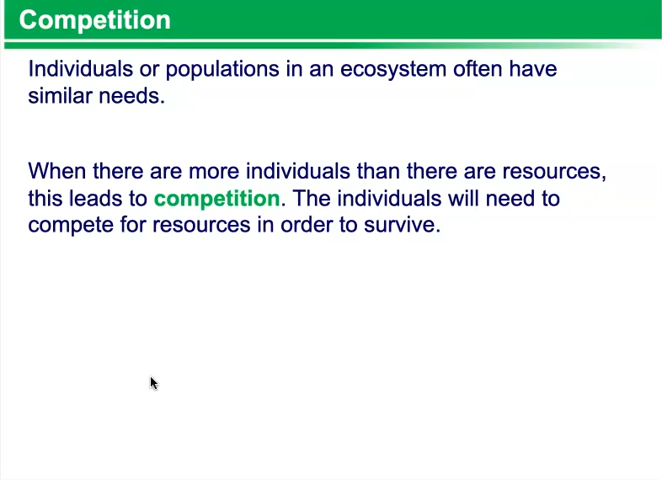 Competition
Individuals or populations in an ecosystem often have
similar needs.
When there are more individuals than there are resources,
this leads to competition. The individuals will need to
compete for resources in order to survive.